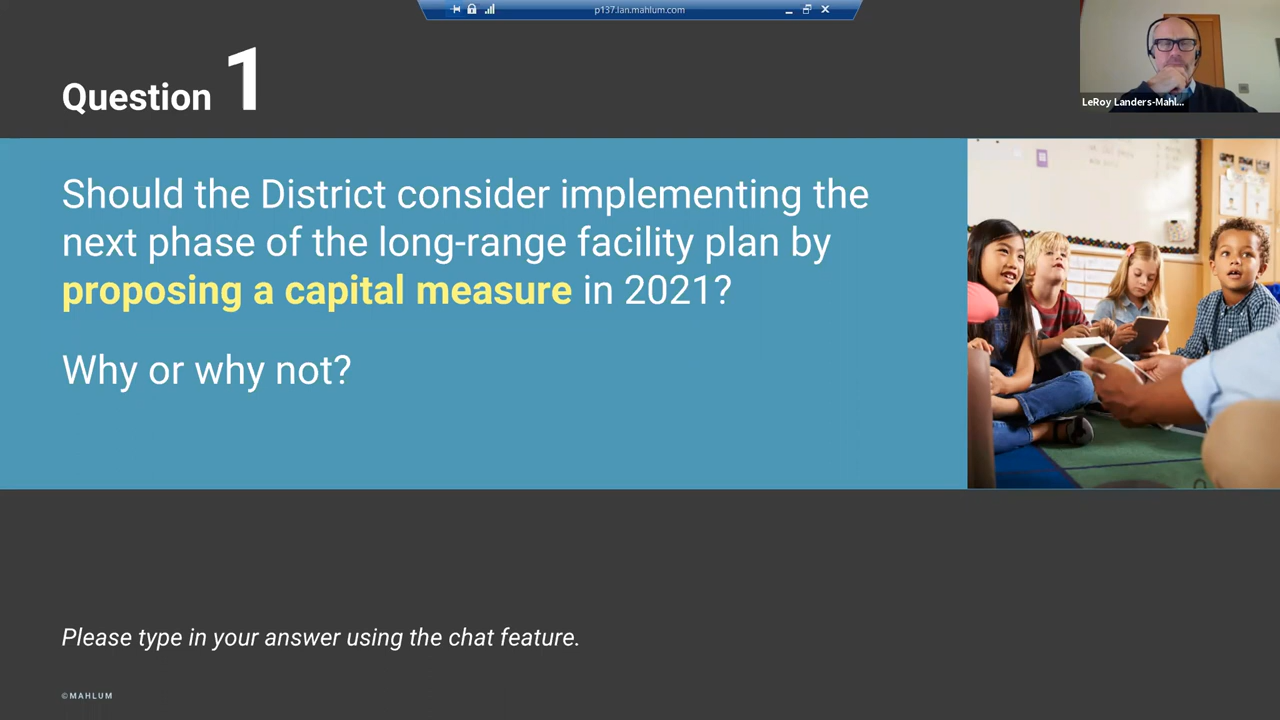 p137.lan.mahlum.com
Question 1
LeRoy Landers-Mahl...
Should the District consider implementing the
next phase of the long-range facility plan by
proposing a capital measure in 2021?
Why or why not?
Please type in your answer using the chat feature.
©MAHLUM